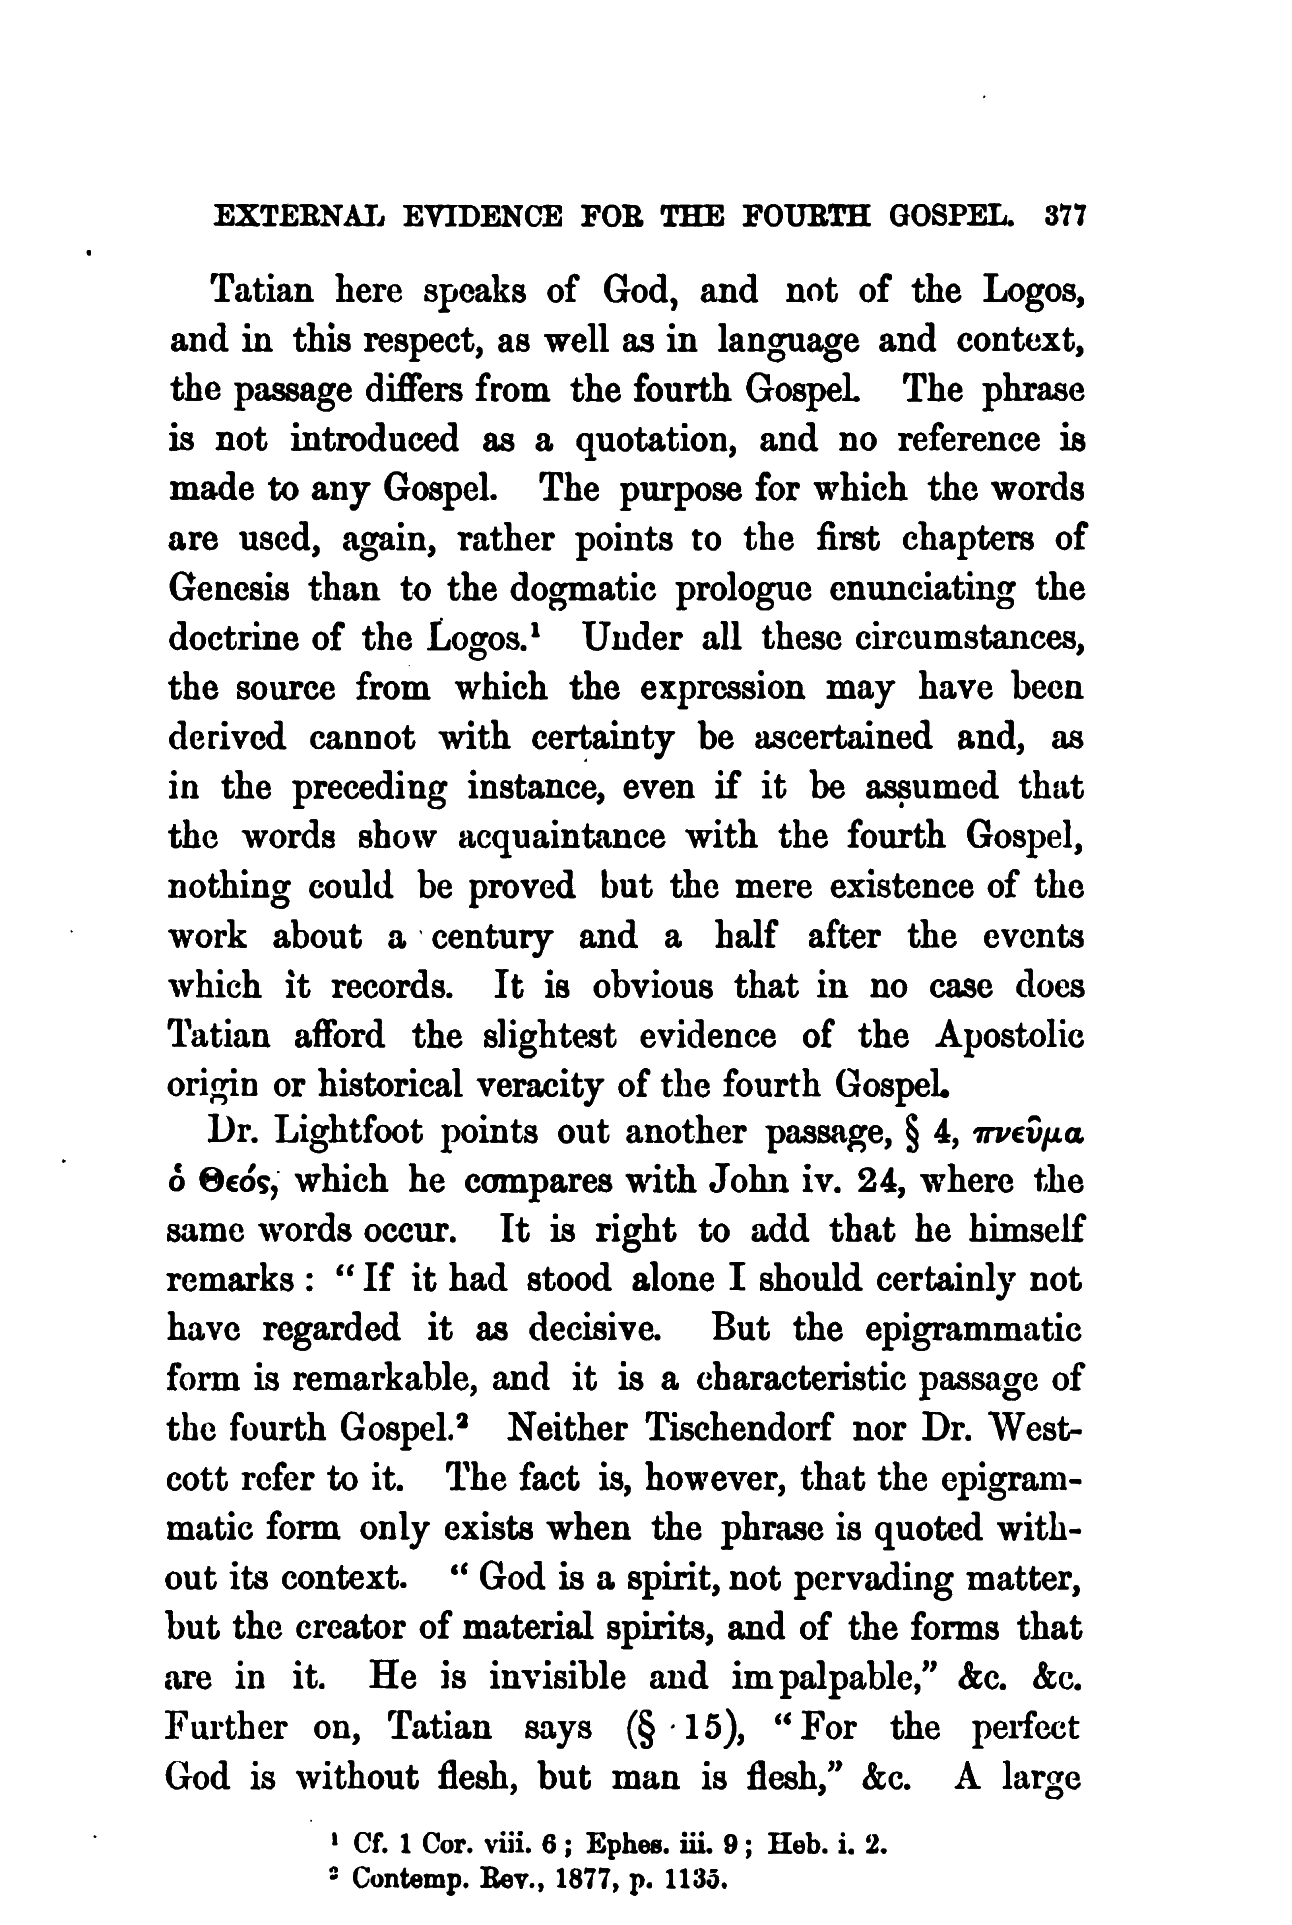 EXTERNAL EVIDENCE FOR THE FOURTH GOSPEL. 377
Tatian here speaks of God, and not of the Logos,
and in this respect, as well as in language and context,
the passage differs from the fourth Gospel. The phrase
is not introduced as a quotation, and no reference is
made to any Gospel. The purpose for which the words
are used, again, rather points to the first chapters of
Genesis than to the dogmatic prologue enunciating the
doctrine of the Logos.¹ Under all these circumstances,
the source from which the expression may have been
derived cannot with certainty be ascertained and, as
in the preceding instance, even if it be assumed that
the words show acquaintance with the fourth Gospel,
nothing could be proved but the mere existence of the
work about a century and a half after the events
which it records. It is obvious that in no case does
Tatian afford the slightest evidence of the Apostolic
origin or historical veracity of the fourth Gospel.
Dr. Lightfoot points out another passage, § 4, πνεῦμα
ὁ Θεός, which he compares with John iv. 24, where the
same words occur. It is right to add that he himself
remarks : “If it had stood alone I should certainly not
have regarded it as decisive. But the epigrammatic
form is remarkable, and it is a characteristic passage of
the fourth Gospel.² Neither Tischendorf nor Dr. West-
cott refer to it. The fact is, however, that the epigram-
matic form only exists when the phrase is quoted with-
out its context. “God is a spirit, not pervading matter,
but the creator of material spirits, and of the forms that
are in it. He is invisible and impalpable,” &c. &c.
Further on, Tatian says (§ 15), “For the perfect
God is without flesh, but man is flesh,” &c. A large
¹ Cf. 1 Cor. viii. 6 ; Ephes. iii. 9 ; Heb. i. 2.
² Contemp. Rev., 1877, p. 1135.